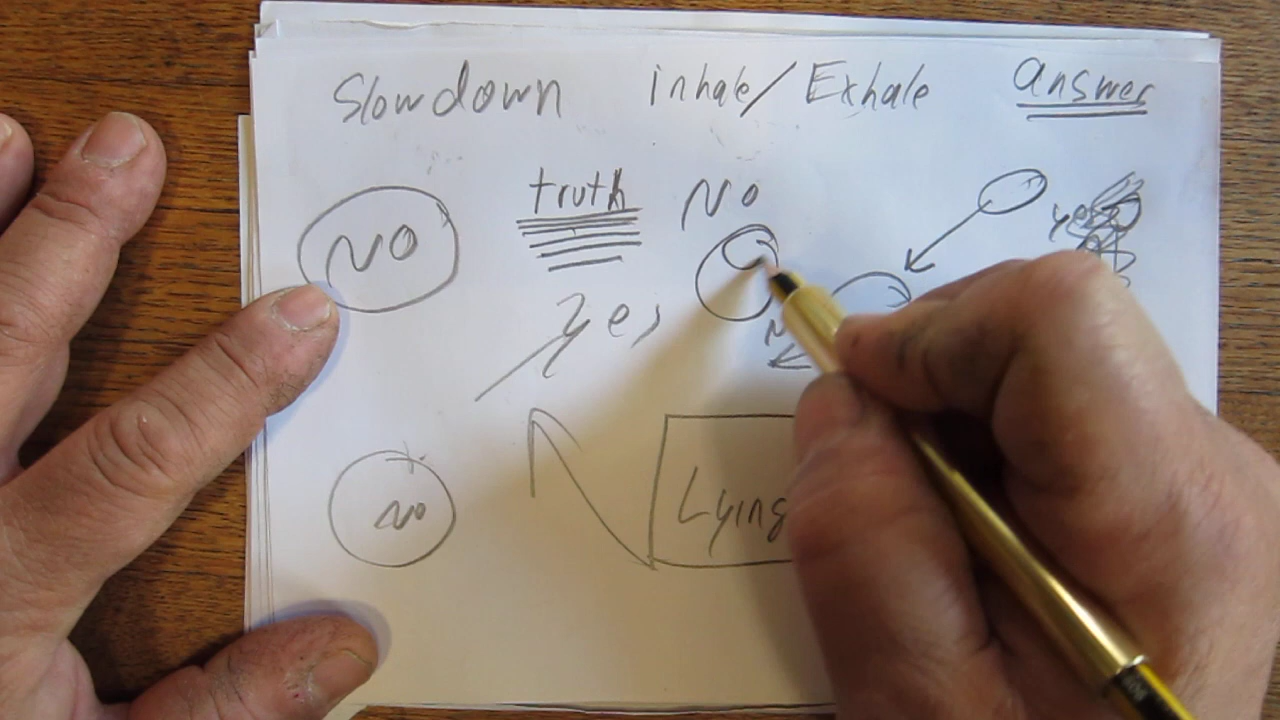 Slowdown inhale/Exhale answer
NO truth NO yes
yes
NO Lying